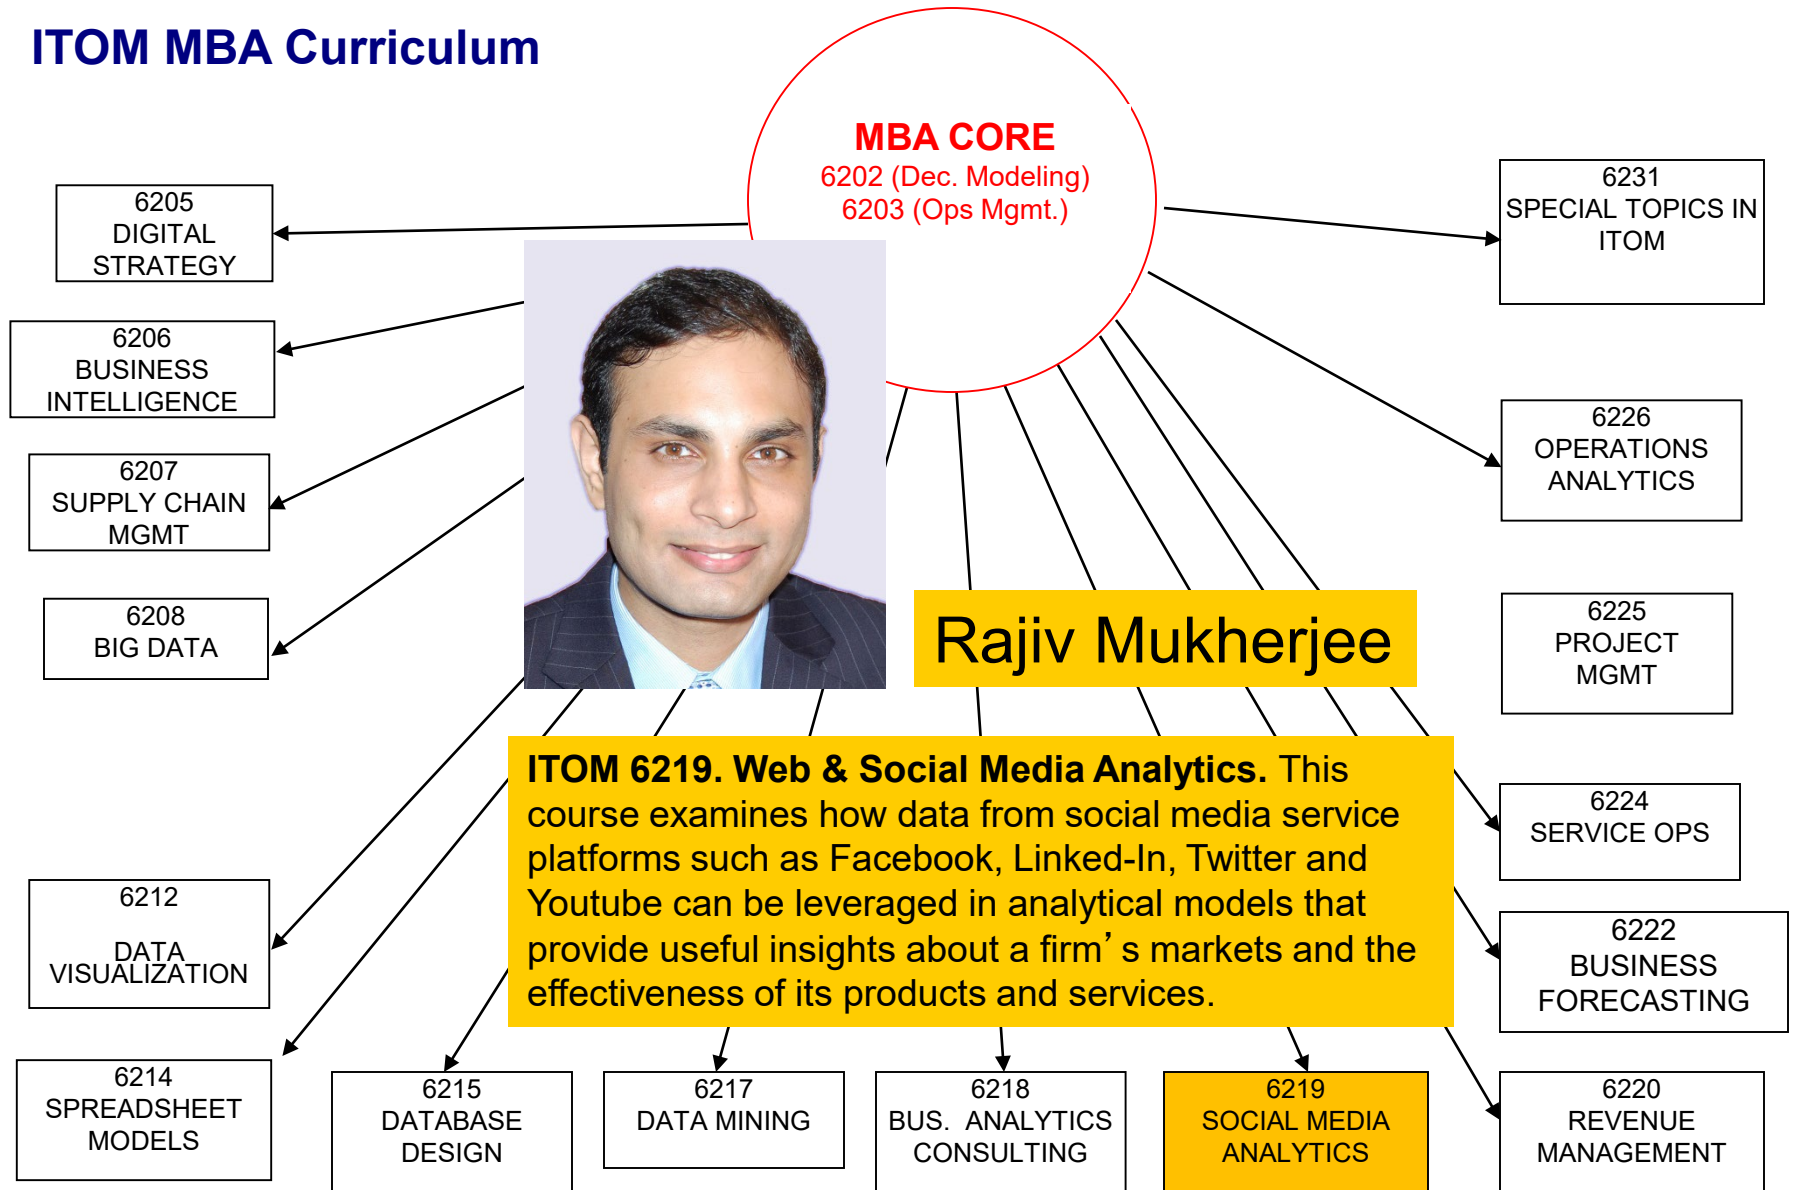 ITOM MBA Curriculum
MBA CORE
6202 (Dec. Modeling)
6203 (Ops Mgmt.)
6205
DIGITAL
STRATEGY
6206
BUSINESS
INTELLIGENCE
6207
SUPPLY CHAIN
MGMT
6208
BIG DATA
6212
DATA
VISUALIZATION
6214
SPREADSHEET
MODELS
6215
DATABASE
DESIGN
6217
DATA MINING
6218
BUS.  ANALYTICS
CONSULTING
6219
SOCIAL MEDIA
ANALYTICS
6220
REVENUE
MANAGEMENT
6222
BUSINESS
FORECASTING
6224
SERVICE OPS
6225
PROJECT
MGMT
6226
OPERATIONS
ANALYTICS
6231
SPECIAL TOPICS IN
ITOM
Rajiv Mukherjee
ITOM 6219. Web & Social Media Analytics. This
course examines how data from social media service
platforms such as Facebook, Linked-In, Twitter and
Youtube can be leveraged in analytical models that
provide useful insights about a firm’s markets and the
effectiveness of its products and services.